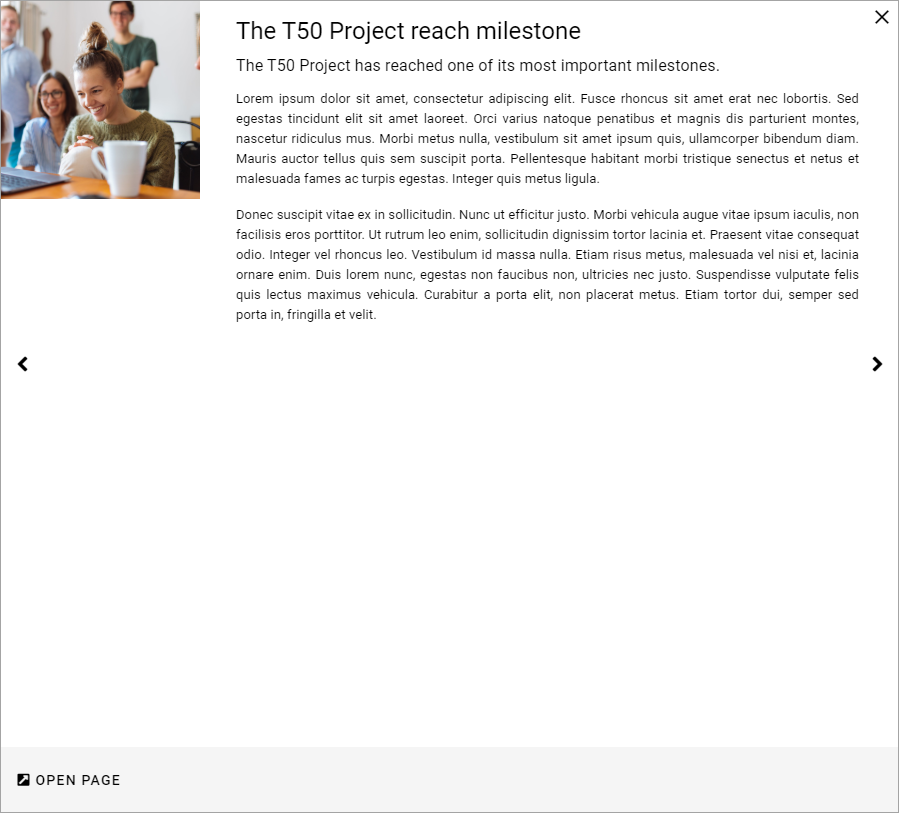 The T50 Project reach milestone
The T50 Project has reached one of its most important milestones.
Lorem ipsum dolor sit amet, consectetur adipiscing elit. Fusce rhoncus sit amet erat nec lobortis. Sed
egestas tincidunt elit sit amet laoreet. Orci varius natoque penatibus et magnis dis parturient montes,
nascetur ridiculus mus. Morbi metus nulla, vestibulum sit amet ipsum quis, ullamcorper bibendum diam.
Mauris auctor tellus quis sem suscipit porta. Pellentesque habitant morbi tristique senectus et netus et
malesuada fames ac turpis egestas. Integer quis metus ligula.
Donec suscipit vitae ex in sollicitudin. Nunc ut efficitur justo. Morbi vehicula augue vitae ipsum iaculis, non
facilisis eros porttitor. Ut rutrum leo enim, sollicitudin dignissim tortor lacinia et. Praesent vitae consequat
odio. Integer vel rhoncus leo. Vestibulum id massa nulla. Etiam risus metus, malesuada vel nisi et, lacinia
ornare enim. Duis lorem nunc, egestas non faucibus non, ultricies nec justo. Suspendisse vulputate felis
quis lectus maximus vehicula. Curabitur a porta elit, non placerat metus. Etiam tortor dui, semper sed
porta in, fringilla et velit.
OPEN PAGE